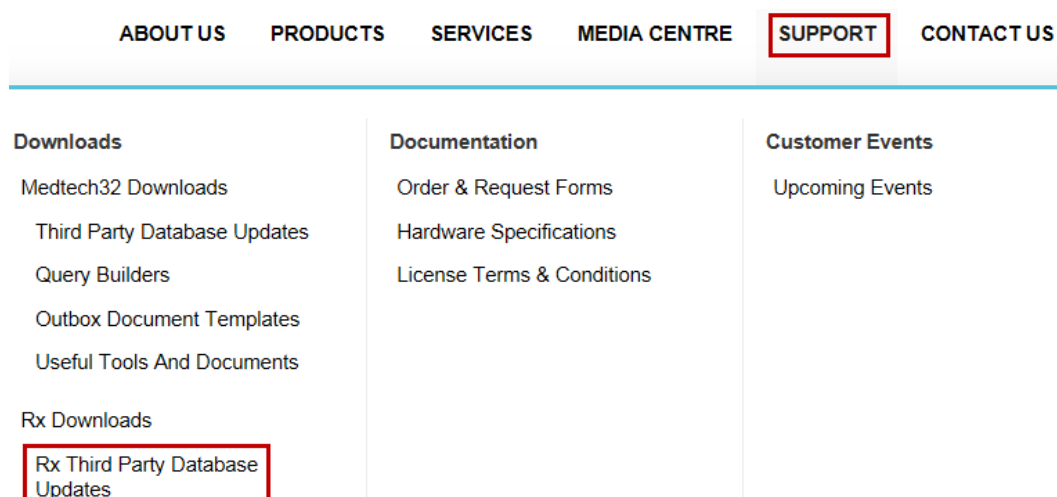 ABOUT US PRODUCTS SERVICES MEDIA CENTRE SUPPORT CONTACT US
Downloads
Medtech32 Downloads
Third Party Database Updates
Query Builders
Outbox Document Templates
Useful Tools And Documents
Rx Downloads
Rx Third Party Database
Updates
Documentation
Order & Request Forms
Hardware Specifications
License Terms & Conditions
Customer Events
Upcoming Events